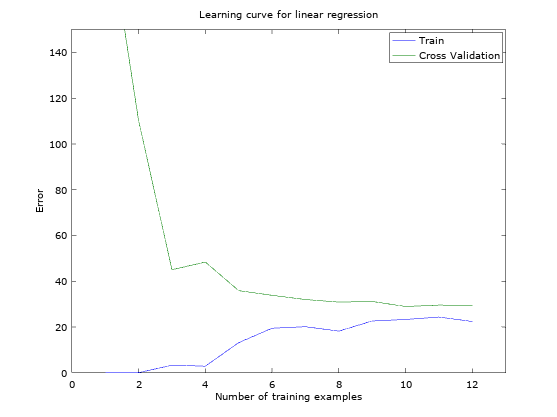 Learning curve for linear regression
Train
Cross Validation
140
120
100
80
60
40
20
0
Error
0 2 4 6 8 10 12
Number of training examples